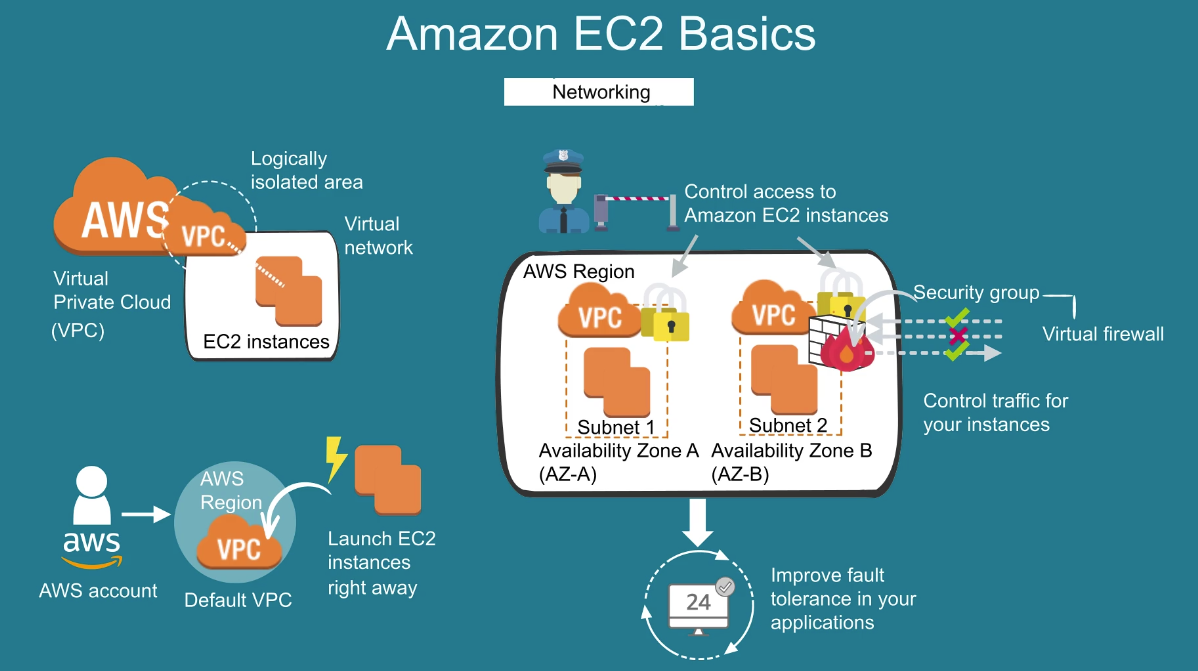 Amazon EC2 Basics
Networking
Logically
isolated area
AWS
VPC
Virtual
network
Virtual
Private Cloud
(VPC)
EC2 instances
Control access to
Amazon EC2 instances
AWS Region
VPC
VPC
Security group
Virtual firewall
Control traffic for
your instances
Subnet 1
Subnet 2
Availability Zone A
(AZ-A)
Availability Zone B
(AZ-B)
AWS
Region
VPC
aws
AWS account
Default VPC
Launch EC2
instances
right away
24
Improve fault
tolerance in your
applications